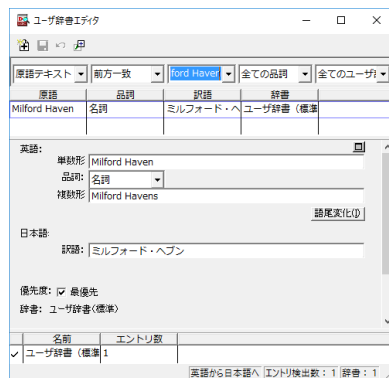 ユーザ辞書エディタ
原語テキスト 前方一致 ford Haver 全ての品詞 全てのユーザ
原語 品詞 訳語 辞書
Milford Haven 名詞 ミルフォード・ヘ ユーザ辞書（標準
英語:
単数形 Milford Haven
品詞: 名詞
複数形 Milford Havens
語尾変化(I)
日本語:
訳語: ミルフォード・ヘブン
優先度: 最優先
辞書: ユーザ辞書（標準）
名前 エントリ数
ユーザ辞書（標準 1
英語から日本語へ エントリ検出数： 1 辞書： 1